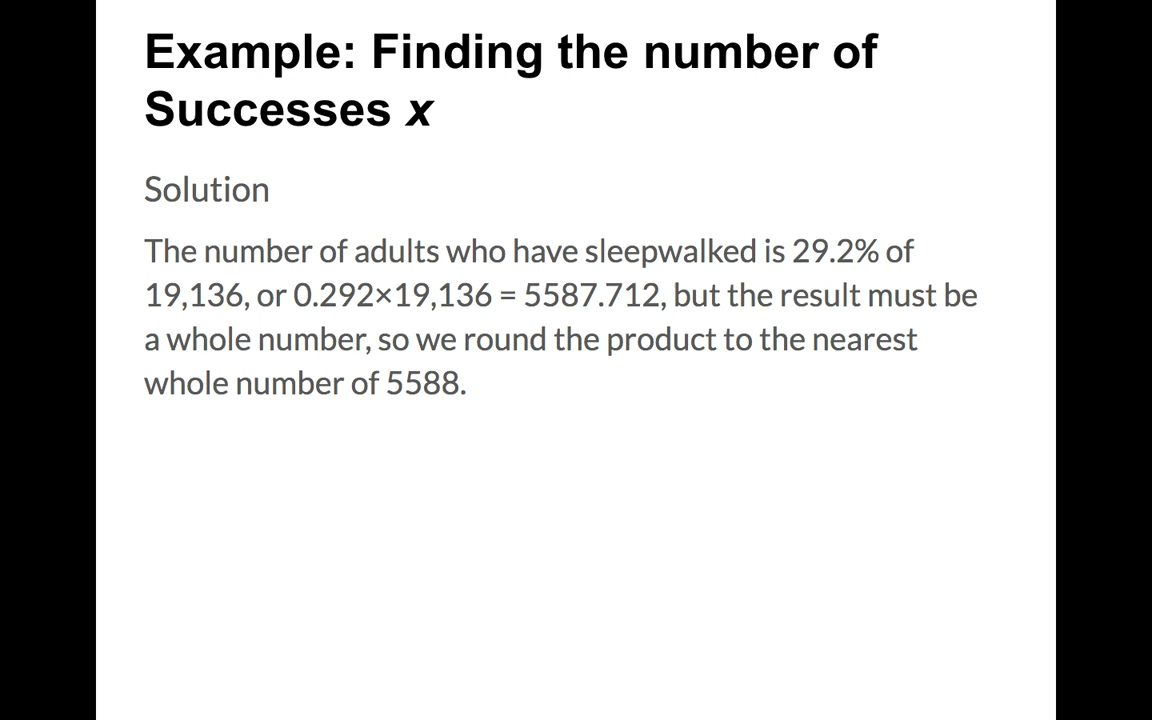 Example: Finding the number of
Successes x
Solution
The number of adults who have sleepwalked is 29.2% of
19,136, or 0.292×19,136 = 5587.712, but the result must be
a whole number, so we round the product to the nearest
whole number of 5588.